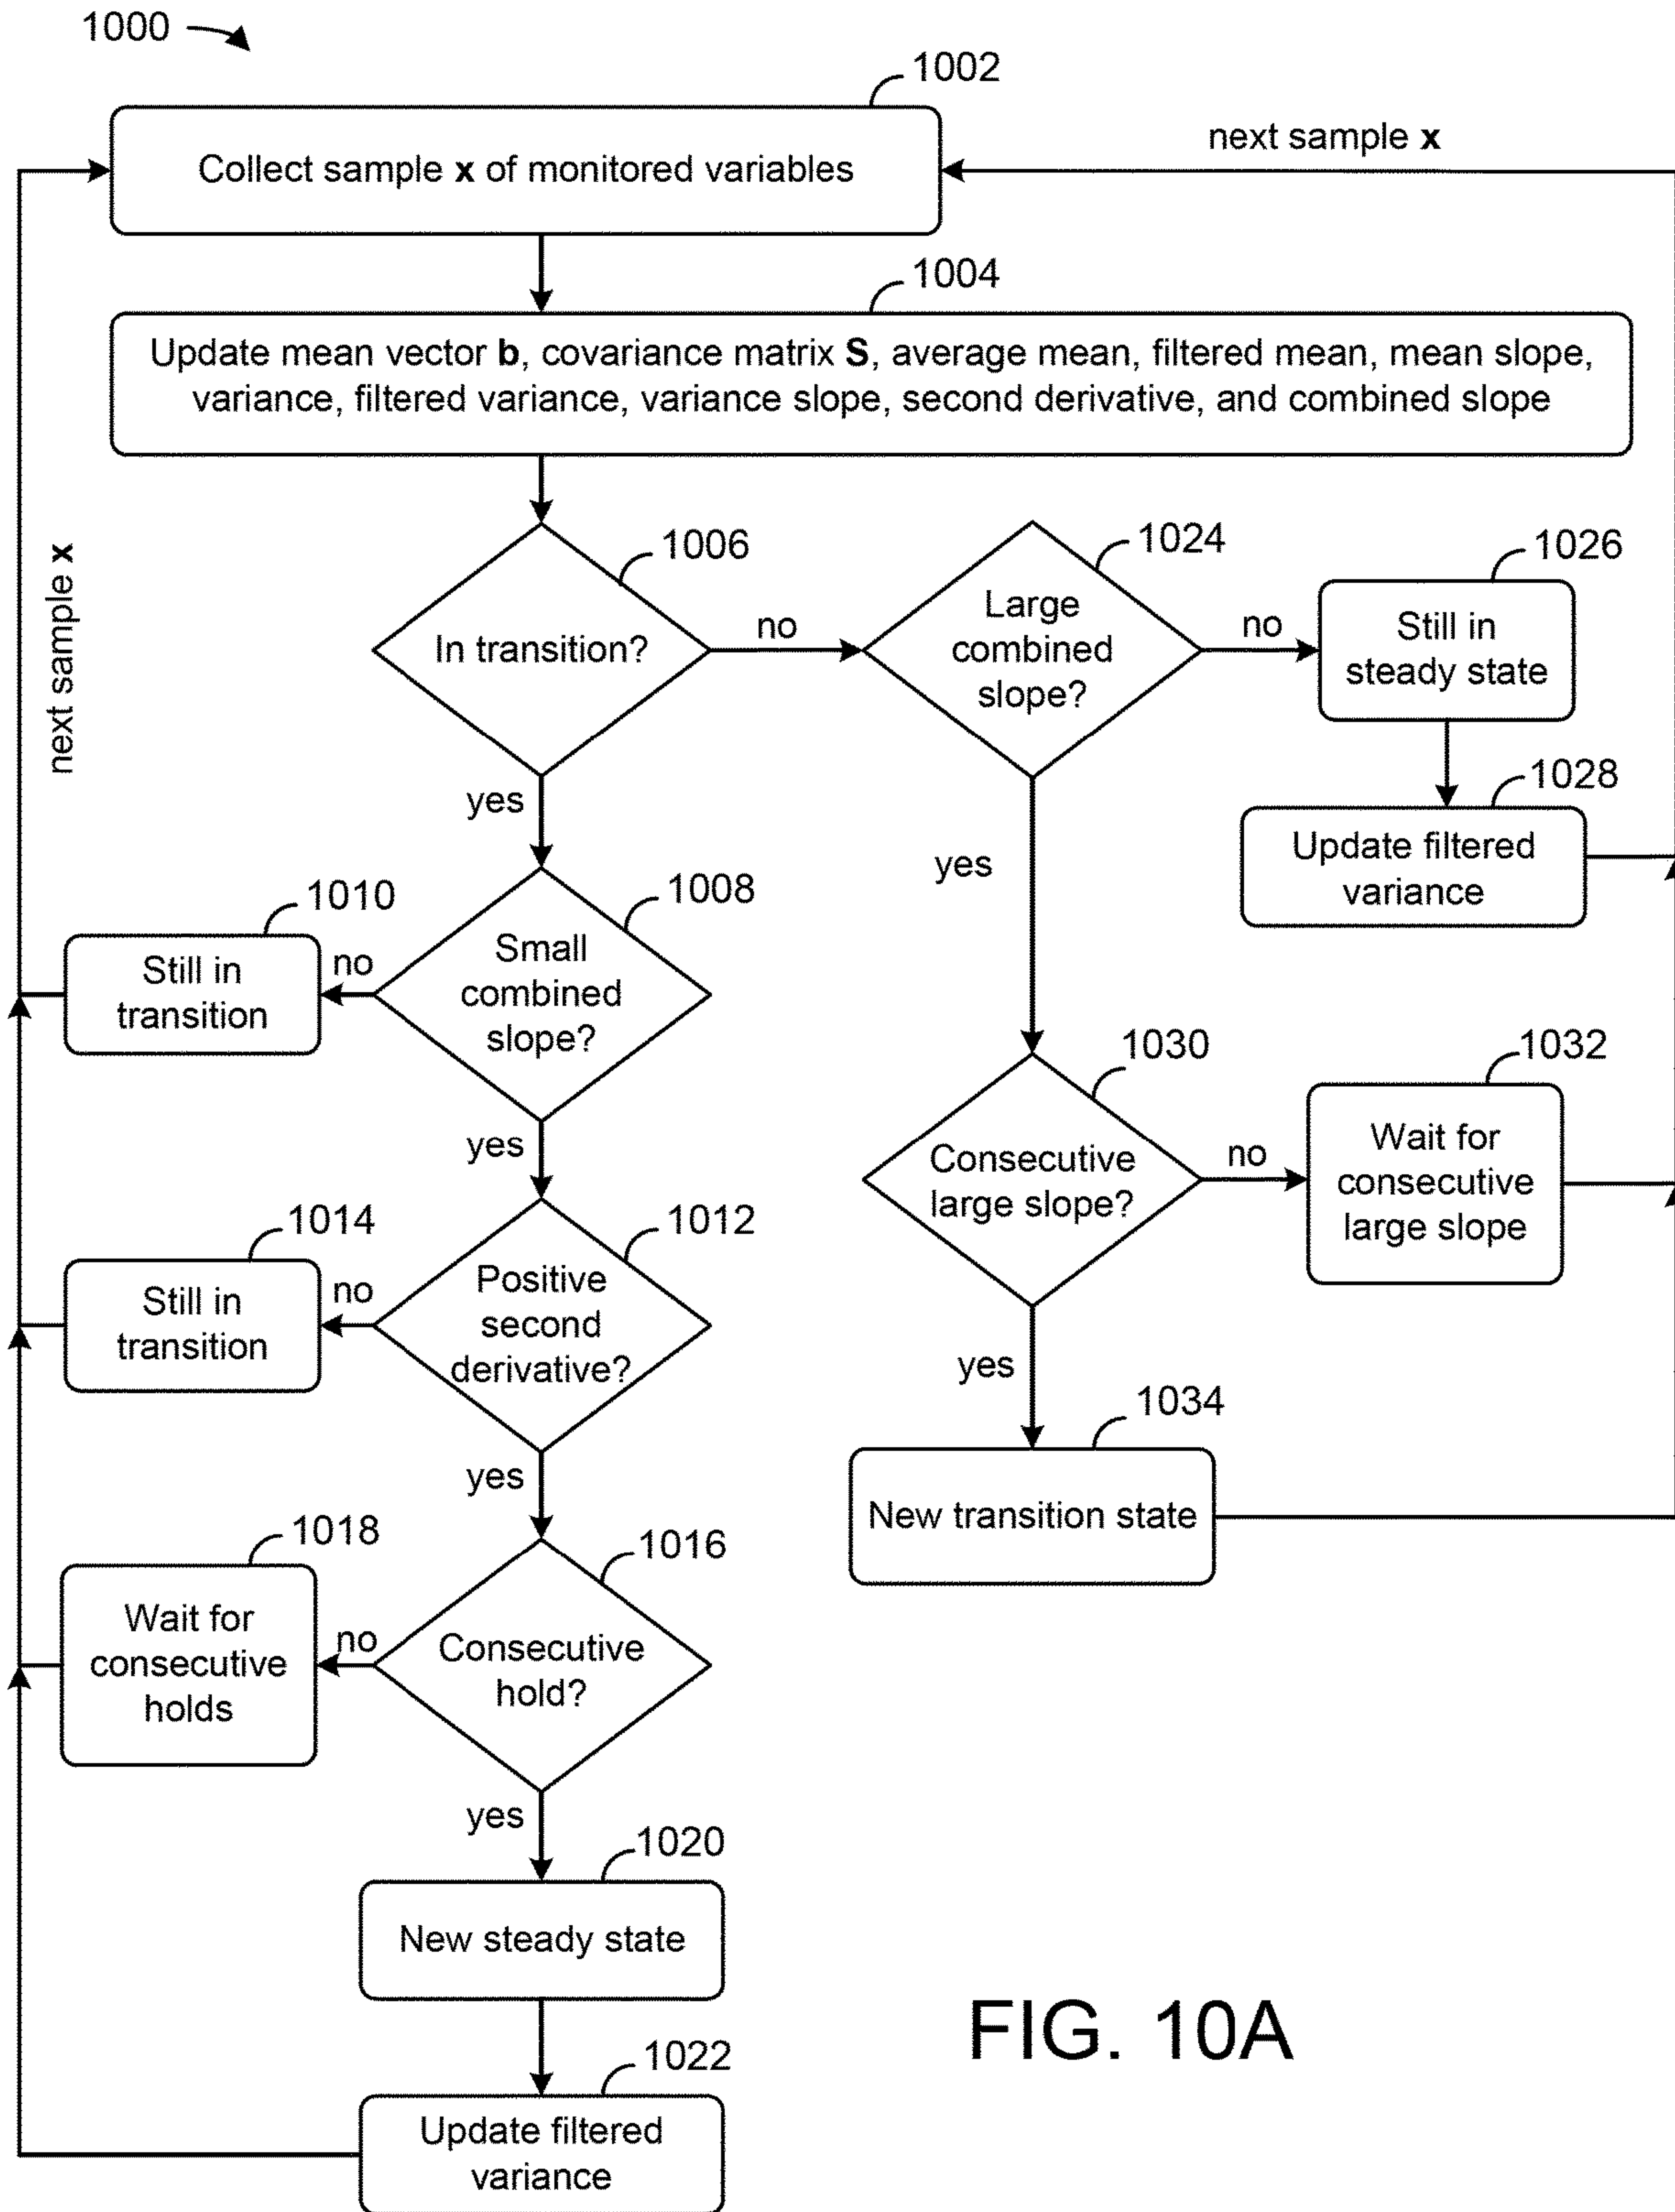 1000
1002
Collect sample x of monitored variables
next sample x
1004
Update mean vector b, covariance matrix S, average mean, filtered mean, mean slope,
variance, filtered variance, variance slope, second derivative, and combined slope
next sample x
1006
In transition?
no
yes
1024
Large
combined
slope?
no
yes
1026
Still in
steady state
1028
Update filtered
variance
1008
Small
combined
slope?
no
yes
1010
Still in
transition
1030
Consecutive
large slope?
no
yes
1032
Wait for
consecutive
large slope
1012
Positive
second
derivative?
no
yes
1014
Still in
transition
1034
New transition state
1016
Consecutive
hold?
no
yes
1018
Wait for
consecutive
holds
1020
New steady state
1022
Update filtered
variance
FIG. 10A